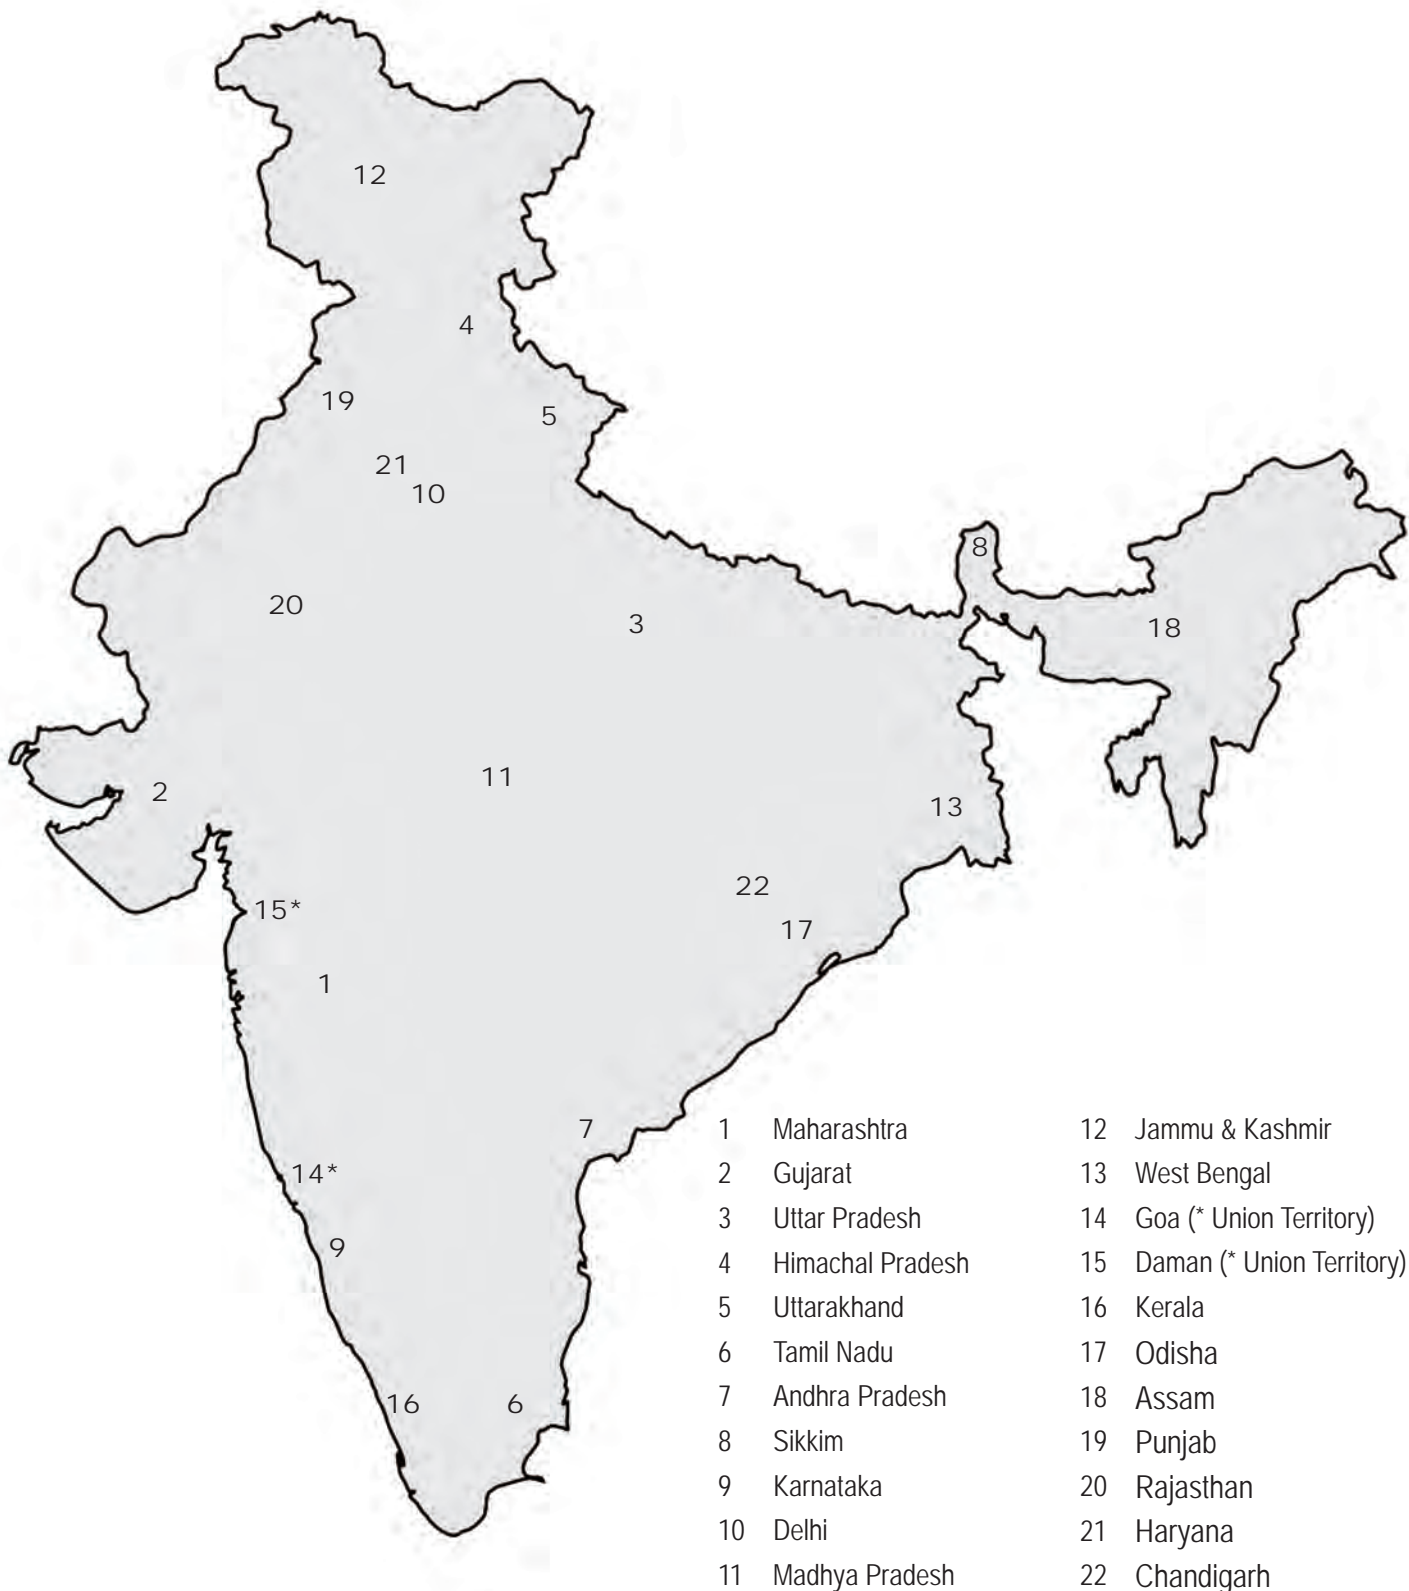 12
4
19
5
21
10
8
20
3
18
11
2
13
22
15*
17
1
7
14*
9
16
6
1 Maharashtra
2 Gujarat
3 Uttar Pradesh
4 Himachal Pradesh
5 Uttarakhand
6 Tamil Nadu
7 Andhra Pradesh
8 Sikkim
9 Karnataka
10 Delhi
11 Madhya Pradesh
12 Jammu & Kashmir
13 West Bengal
14 Goa (* Union Territory)
15 Daman (* Union Territory)
16 Kerala
17 Odisha
18 Assam
19 Punjab
20 Rajasthan
21 Haryana
22 Chandigarh